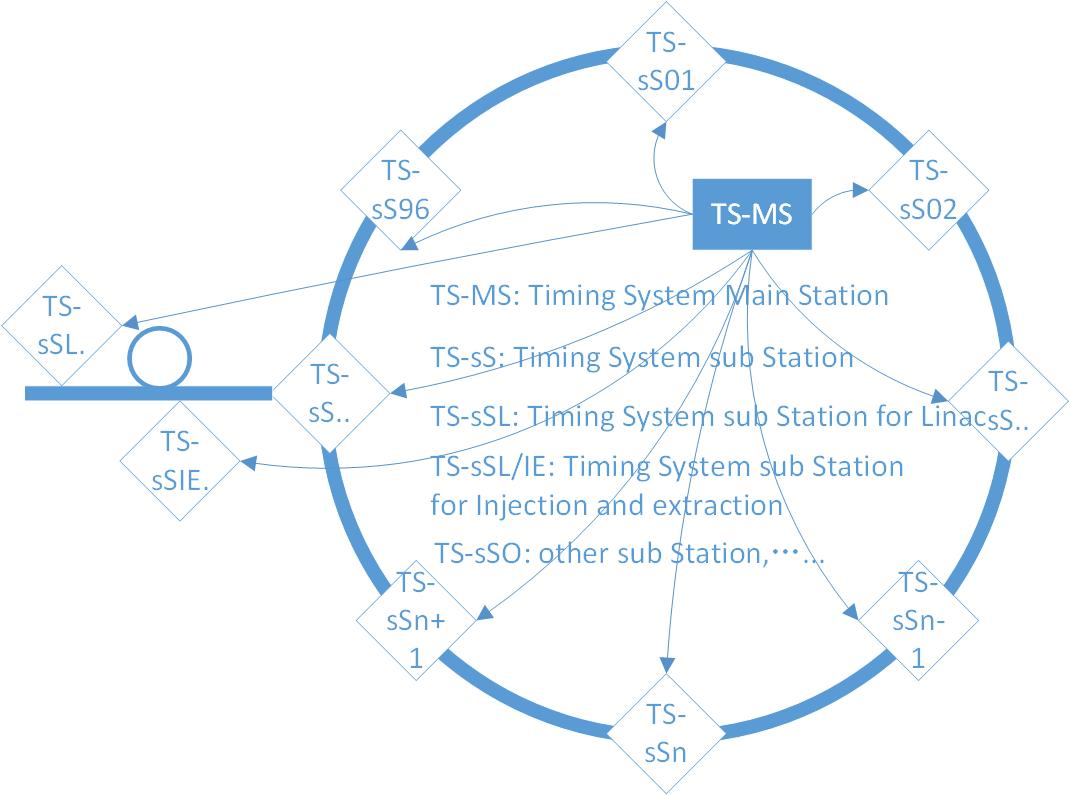 TS-
sS01
TS-
sS96
TS-MS
TS-
sS02
TS-
sSL.
TS-MS: Timing System Main Station
TS-
sS..
TS-sS: Timing System sub Station
TS-
sS..
TS-sSL: Timing System sub Station for Linac
TS-
sSIE.
TS-sSL/IE: Timing System sub Station
for Injection and extraction
TS-sSO: other sub Station,⋯...
TS-
sSn+
1
TS-
sSn-
1
TS-
sSn